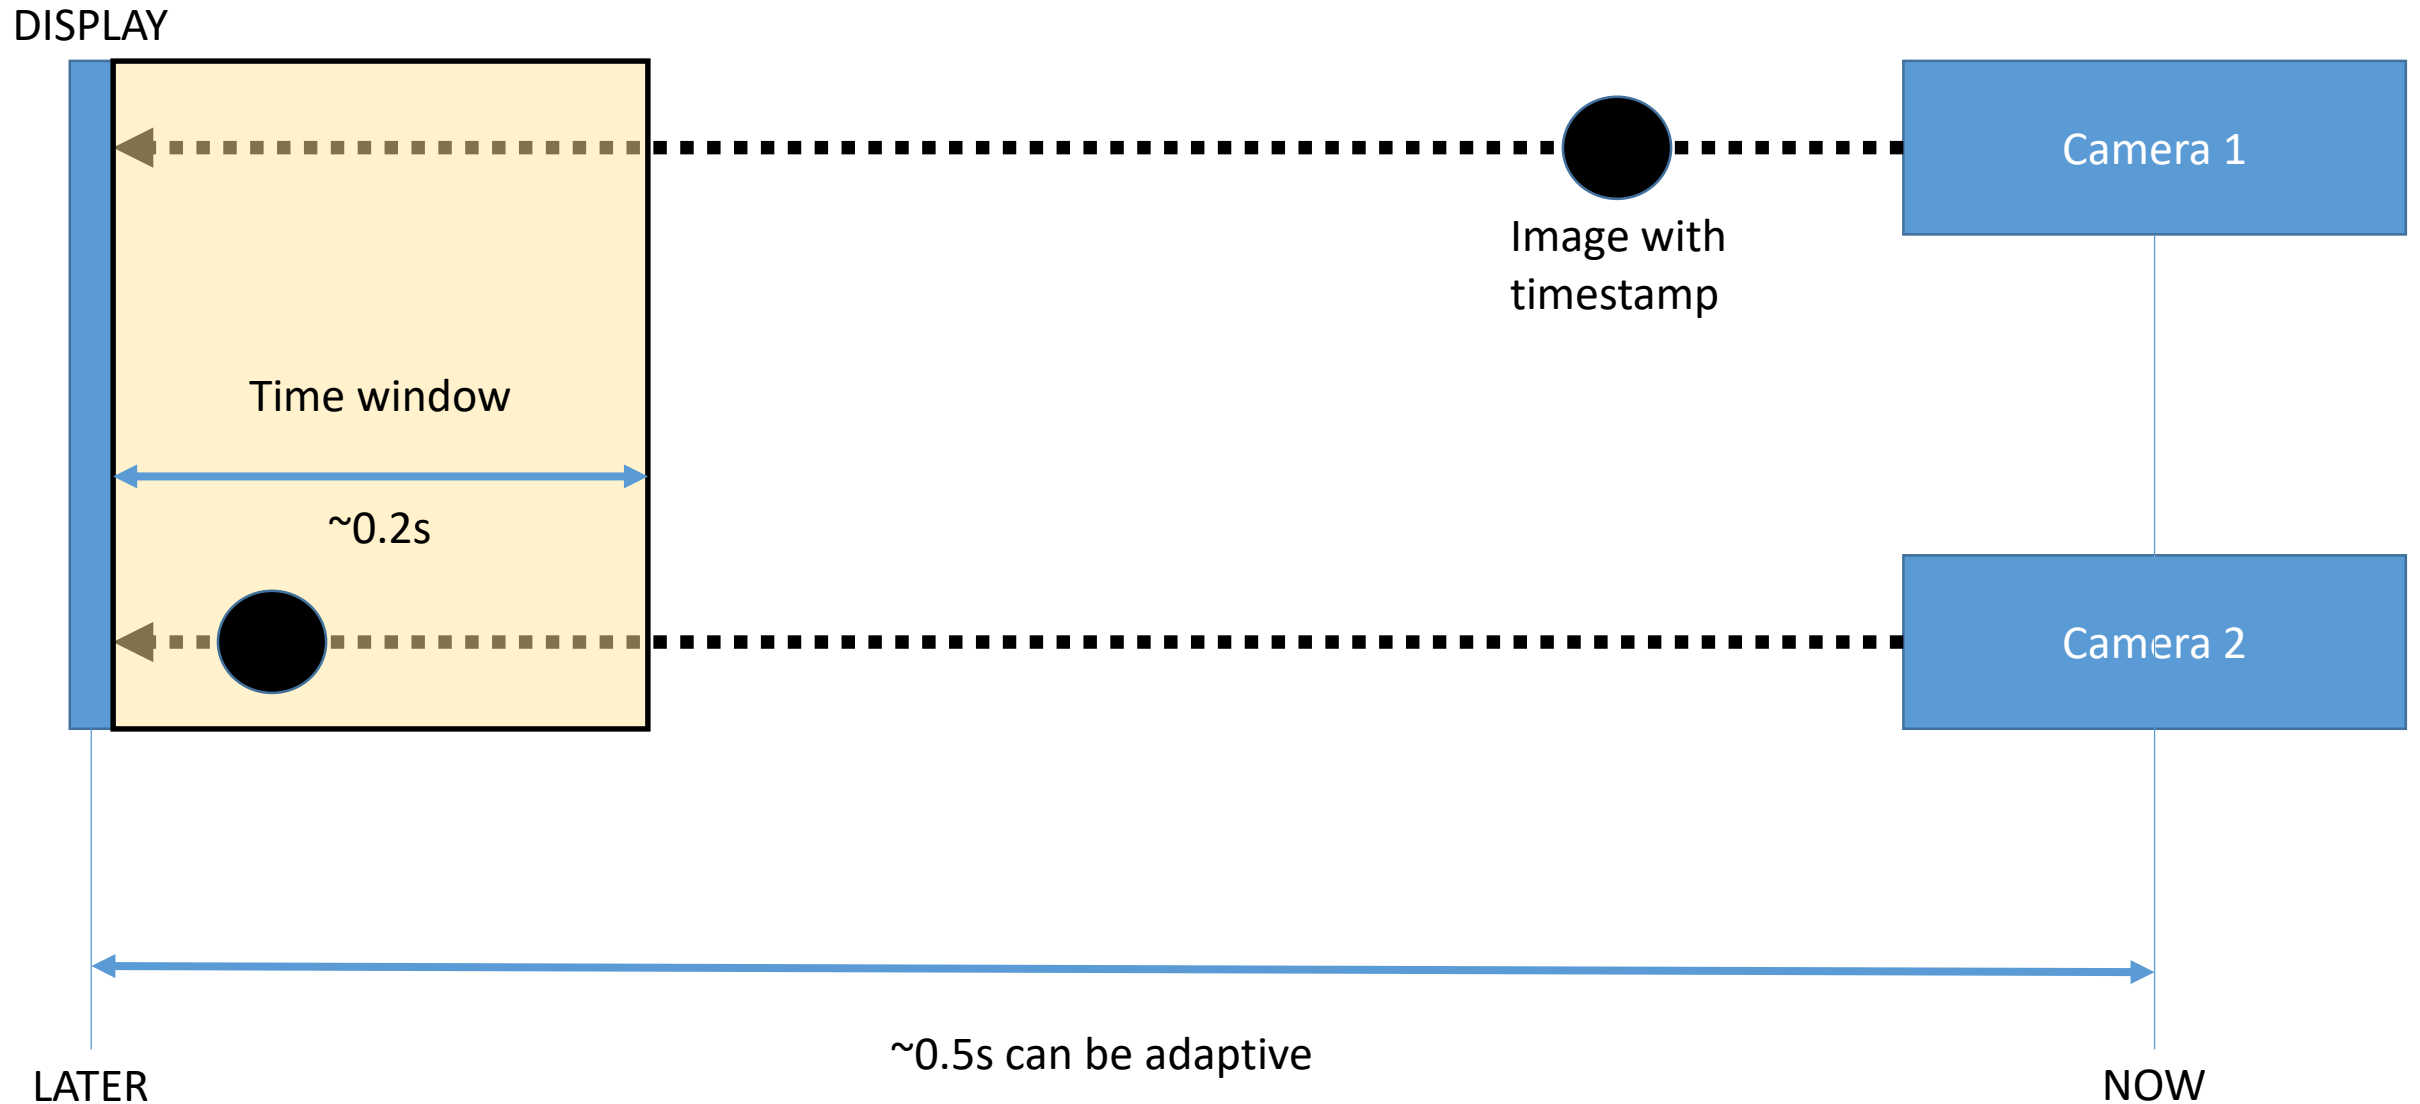 DISPLAY
Camera 1
Image with
timestamp
Time window
~0.2s
Camera 2
~0.5s can be adaptive
LATER
NOW